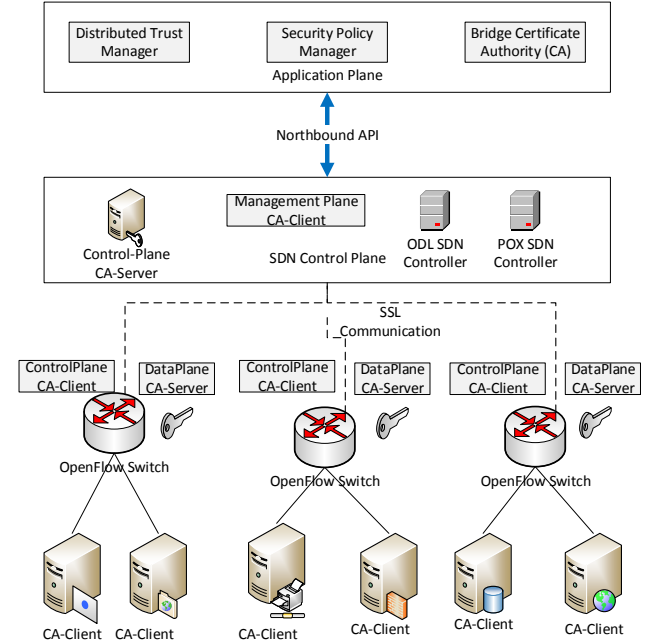 Distributed Trust
Manager
Security Policy
Manager
Bridge Certificate
Authority (CA)
Application Plane
Northbound API
Management Plane
CA-Client
Control-Plane
CA-Server
SDN Control Plane
ODL SDN
Controller
POX SDN
Controller
SSL
Communication
ControlPlane
CA-Client
DataPlane
CA-Server
ControlPlane
CA-Client
DataPlane
CA-Server
ControlPlane
CA-Client
DataPlane
CA-Server
OpenFlow Switch
OpenFlow Switch
OpenFlow Switch
CA-Client
CA-Client
CA-Client
CA-Client
CA-Client
CA-Client